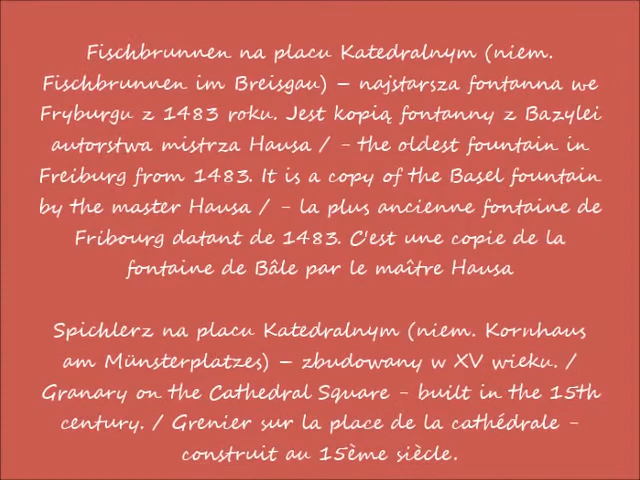 Fischbrunnen na placu Katedralnym (niem.
Fischbrunnen im Breisgau) – najstarsza fontanna we
Fryburgu z 1483 roku. Jest kopią fontanny z Bazylei
autorstwa mistrza Hausa / - the oldest fountain in
Freiburg from 1483. It is a copy of the Basel fountain
by the master Hausa / - la plus ancienne fontaine de
Fribourg datant de 1483. C'est une copie de la
fontaine de Bâle par le maître Hausa
Spichlerz na placu Katedralnym (niem. Kornhaus
am Münsterplatzes) – zbudowany w XV wieku. /
Granary on the Cathedral Square - built in the 15th
century. / Grenier sur la place de la cathédrale -
construit au 15ème siècle.